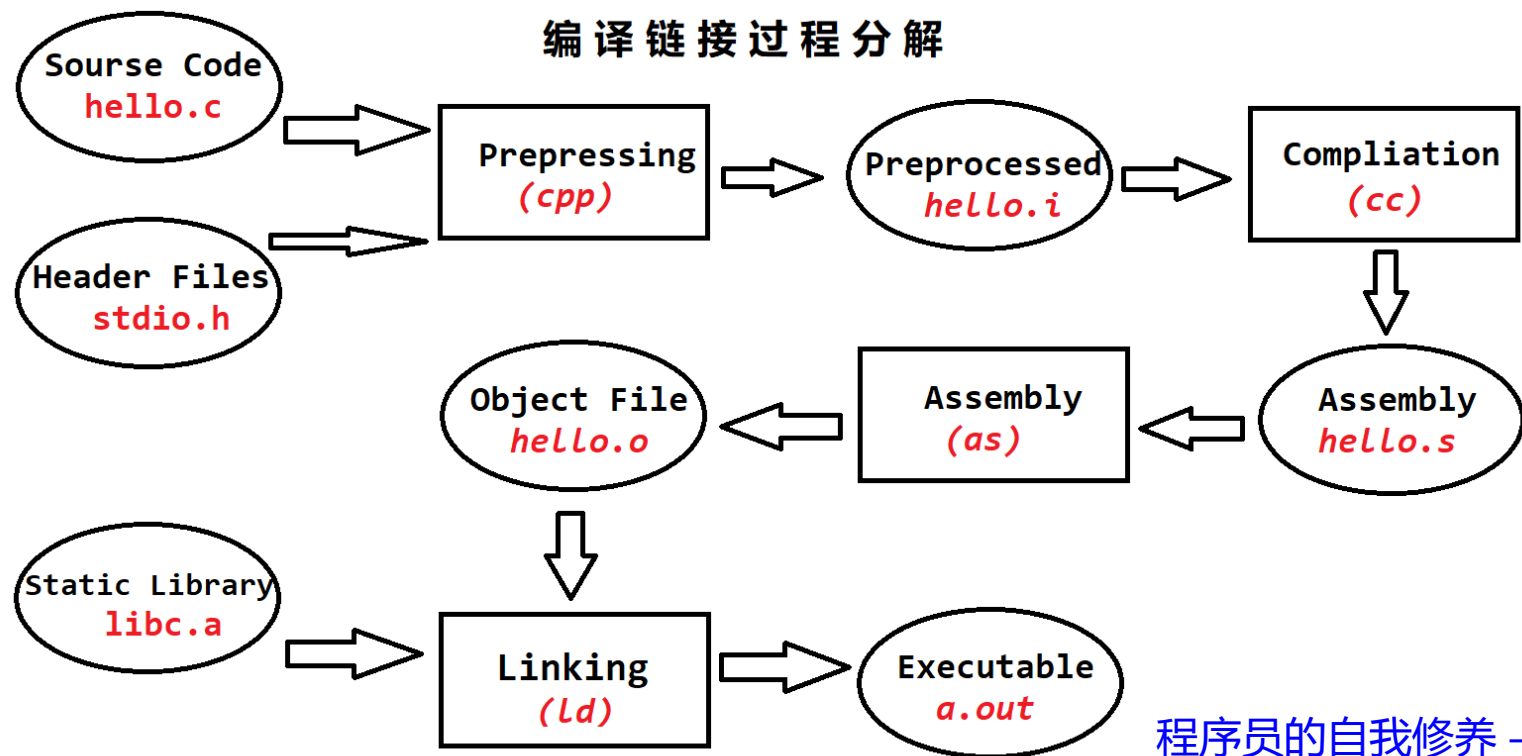 编译链接过程分解
Sourse Code
hello.c
Header Files
stdio.h
Prepressing
(cpp)
Preprocessed
hello.i
Compliation
(cc)
Assembly
hello.s
Assembly
(as)
Object File
hello.o
Static Library
libc.a
Linking
(ld)
Executable
a.out
程序员的自我修养 -